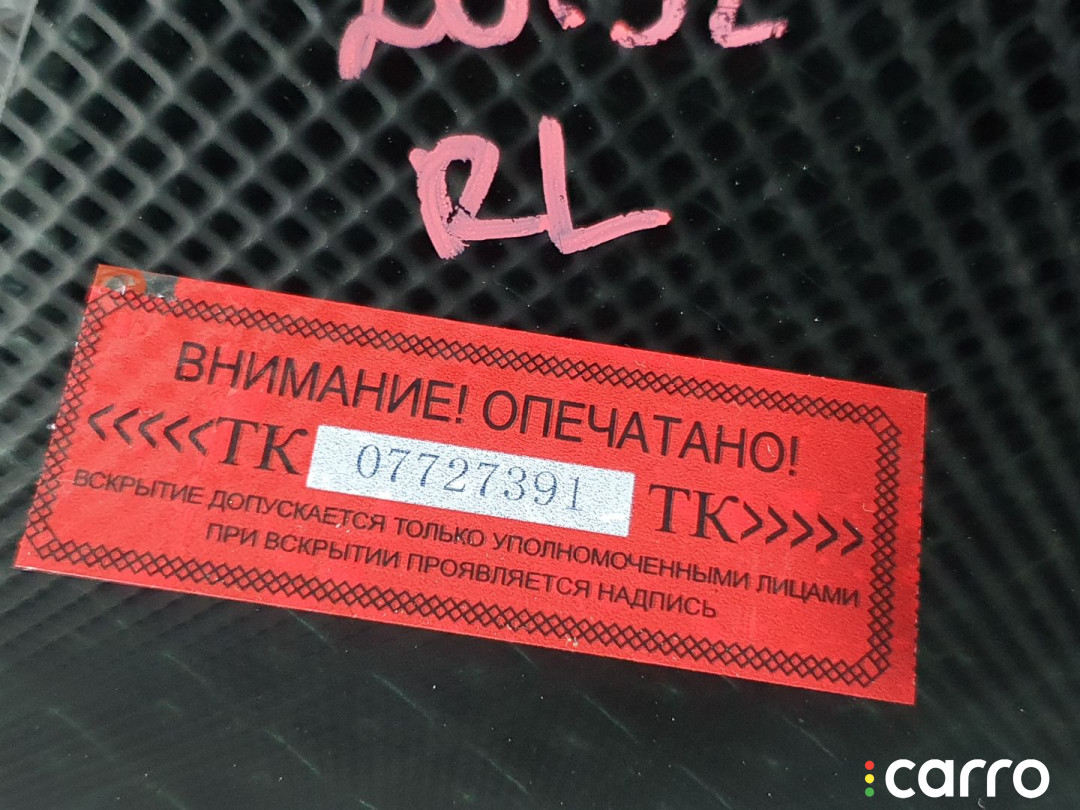 RL
ВНИМАНИЕ! ОПЕЧАТАНО!
<<<<<ТК 07727391 ТК>>>>>
ВСКРЫТИЕ ДОПУСКАЕТСЯ ТОЛЬКО УПОЛНОМОЧЕННЫМИ ЛИЦАМИ
ПРИ ВСКРЫТИИ ПРОЯВЛЯЕТСЯ НАДПИСЬ
carro